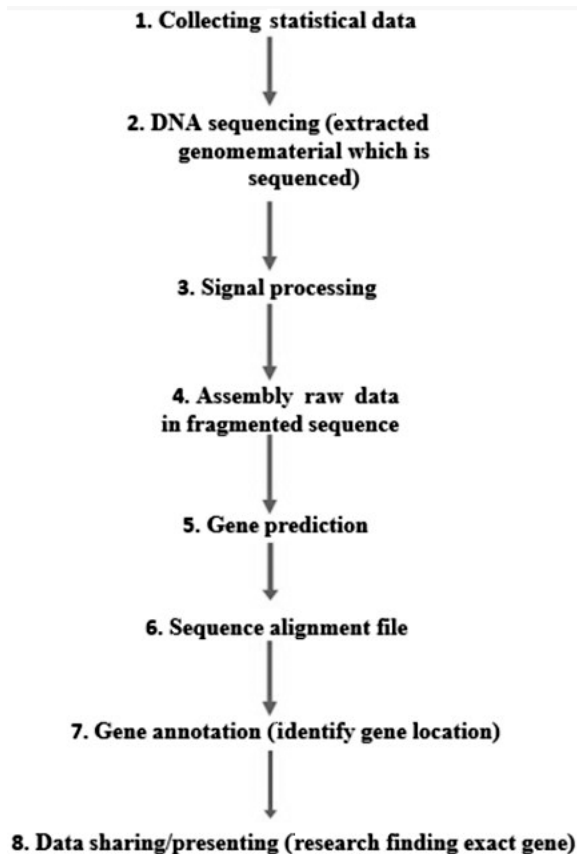 1. Collecting statistical data
2. DNA sequencing (extracted
genomematerial which is
sequenced)
3. Signal processing
4. Assembly raw data
in fragmented sequence
5. Gene prediction
6. Sequence alignment file
7. Gene annotation (identify gene location)
8. Data sharing/presenting (research finding exact gene)